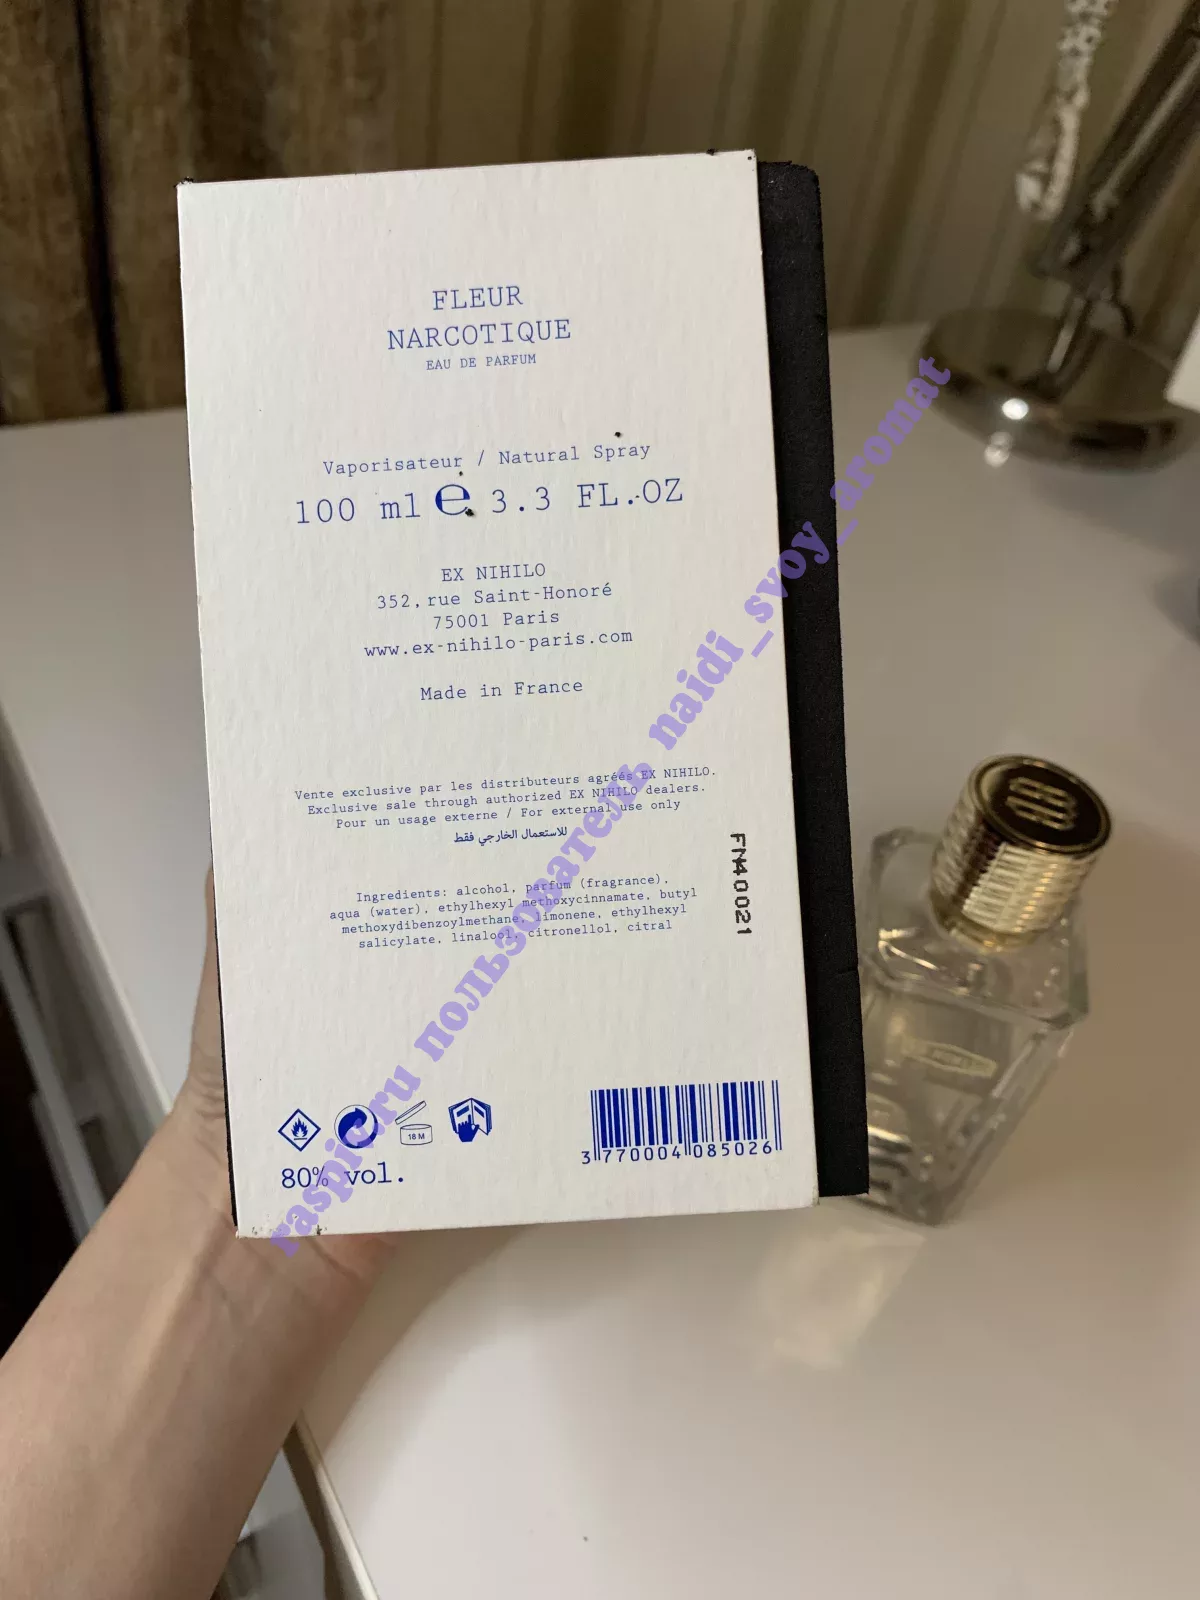 FLEUR
NARCOTIQUE
EAU DE PARFUM
Vaporisateur / Natural Spray
100 ml e 3.3 FL.OZ
EX NIHILO
352, rue Saint-Honoré
75001 Paris
www.ex-nihilo-paris.com
Made in France
Vente exclusive par les distributeurs agréés EX NIHILO.
Exclusive sale through authorized EX NIHILO dealers.
Pour un usage externe / For external use only
للاستعمال الخارجي فقط
FN40021
Ingredients: alcohol, parfum (fragrance),
aqua (water), ethylhexyl methoxycinnamate, butyl
methoxydibenzoylmethane, limonene, ethylhexyl
salicylate, linalool, citronellol, citral
18 M
80% vol.
3 770004 085026
raspiv.ru пользователь naidi_svoy_aromat